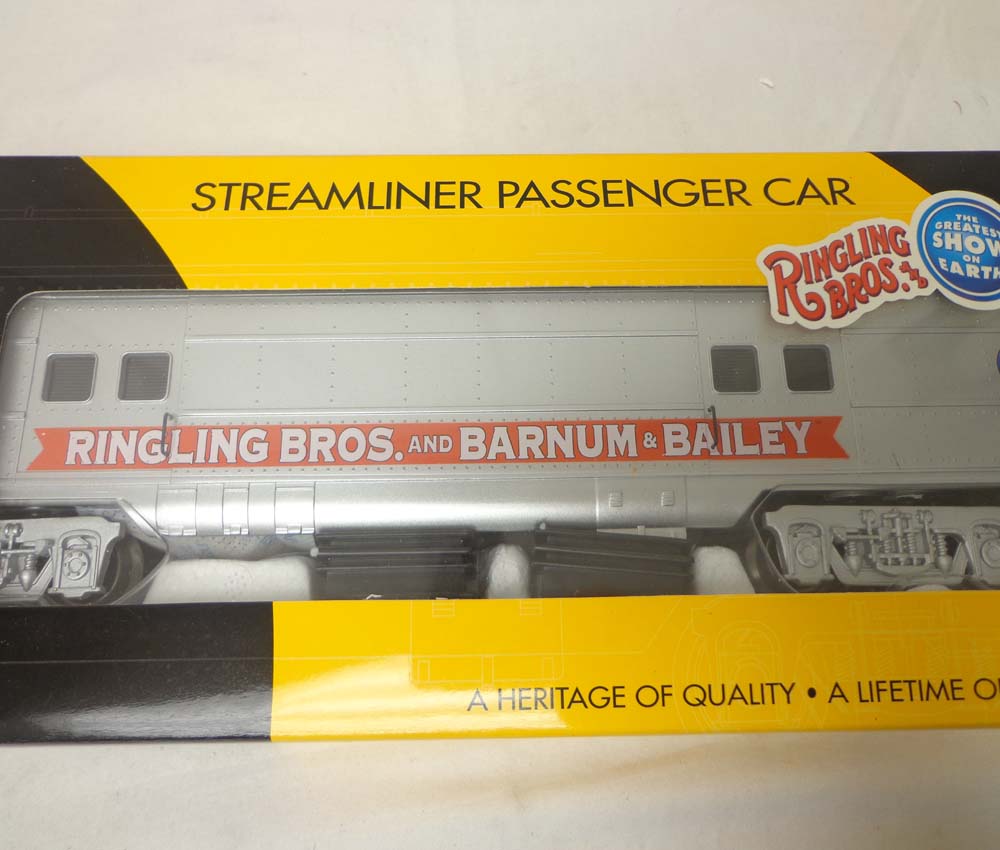 STREAMLINER PASSENGER CAR
RINGLING
BROS.
THE
GREATEST
SHOW
ON
EARTH
RINGLING BROS. AND BARNUM & BAILEY
A HERITAGE OF QUALITY • A LIFETIME